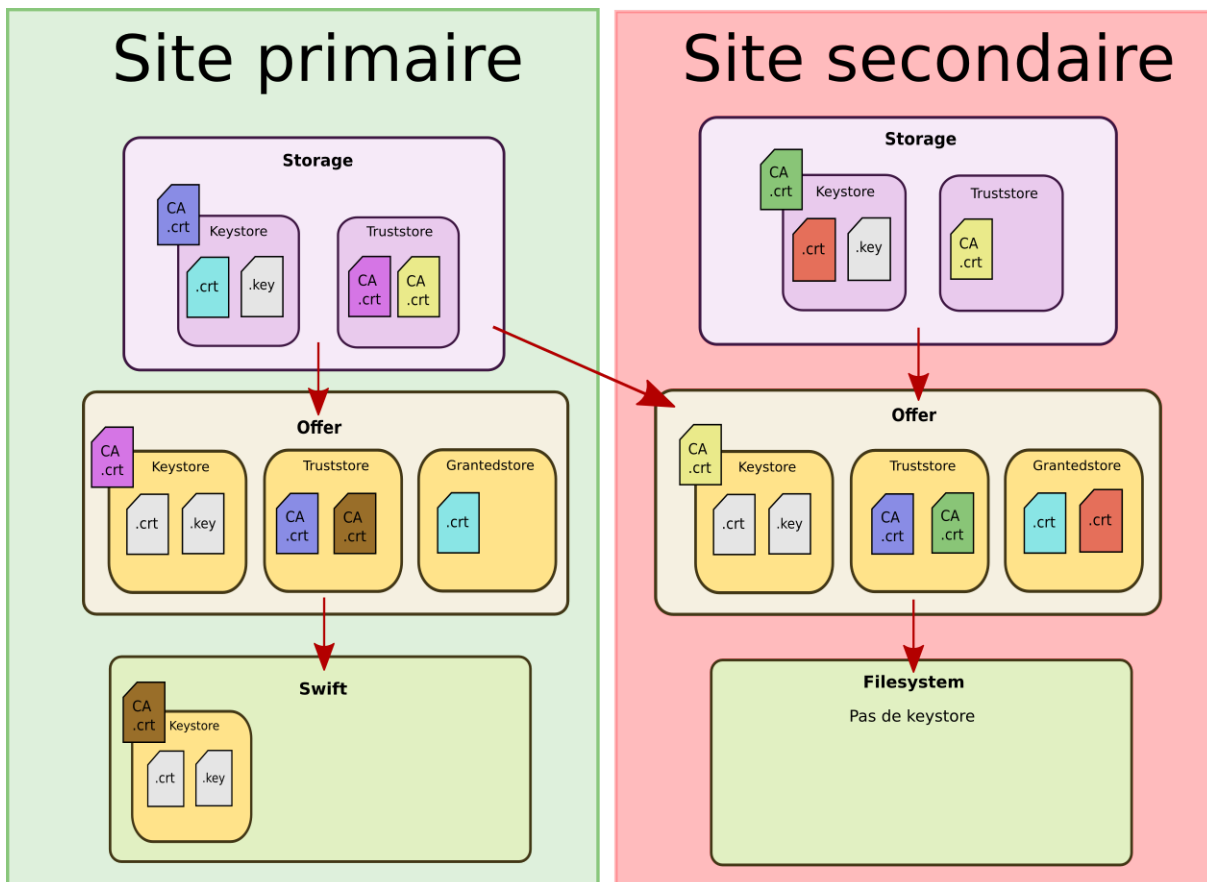 Site primaire
Storage
CA
.crt
Keystore
.crt
.key
Truststore
CA
.crt
CA
.crt
Offer
CA
.crt
Keystore
.crt
.key
Truststore
CA
.crt
CA
.crt
Grantedstore
.crt
Swift
CA
.crt
Keystore
.crt
.key
Site secondaire
Storage
CA
.crt
Keystore
.crt
.key
Truststore
CA
.crt
Offer
CA
.crt
Keystore
.crt
.key
Truststore
CA
.crt
CA
.crt
Grantedstore
.crt
.crt
Filesystem
Pas de keystore